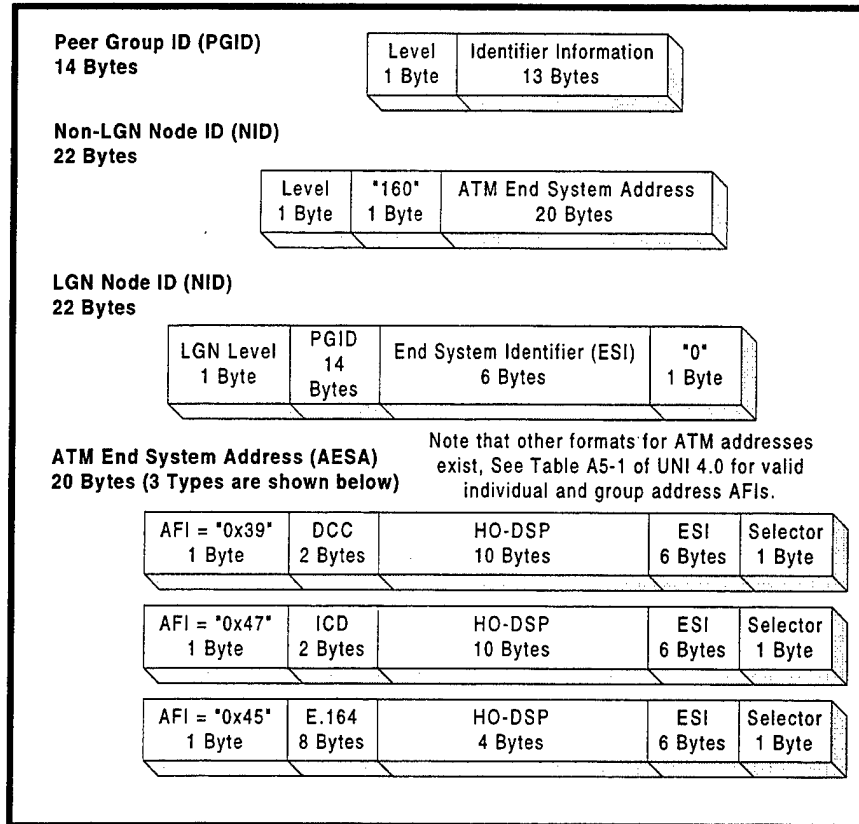 Peer Group ID (PGID)
14 Bytes
Level
1 Byte
Identifier Information
13 Bytes
Non-LGN Node ID (NID)
22 Bytes
Level
1 Byte
"160"
1 Byte
ATM End System Address
20 Bytes
LGN Node ID (NID)
22 Bytes
LGN Level
1 Byte
PGID
14
Bytes
End System Identifier (ESI)
6 Bytes
"0"
1 Byte
ATM End System Address (AESA)
20 Bytes (3 Types are shown below)
Note that other formats for ATM addresses
exist, See Table A5-1 of UNI 4.0 for valid
individual and group address AFIs.
AFI = "0x39"
1 Byte
DCC
2 Bytes
HO-DSP
10 Bytes
ESI
6 Bytes
Selector
1 Byte
AFI = "0x47"
1 Byte
ICD
2 Bytes
HO-DSP
10 Bytes
ESI
6 Bytes
Selector
1 Byte
AFI = "0x45"
1 Byte
E.164
8 Bytes
HO-DSP
4 Bytes
ESI
6 Bytes
Selector
1 Byte